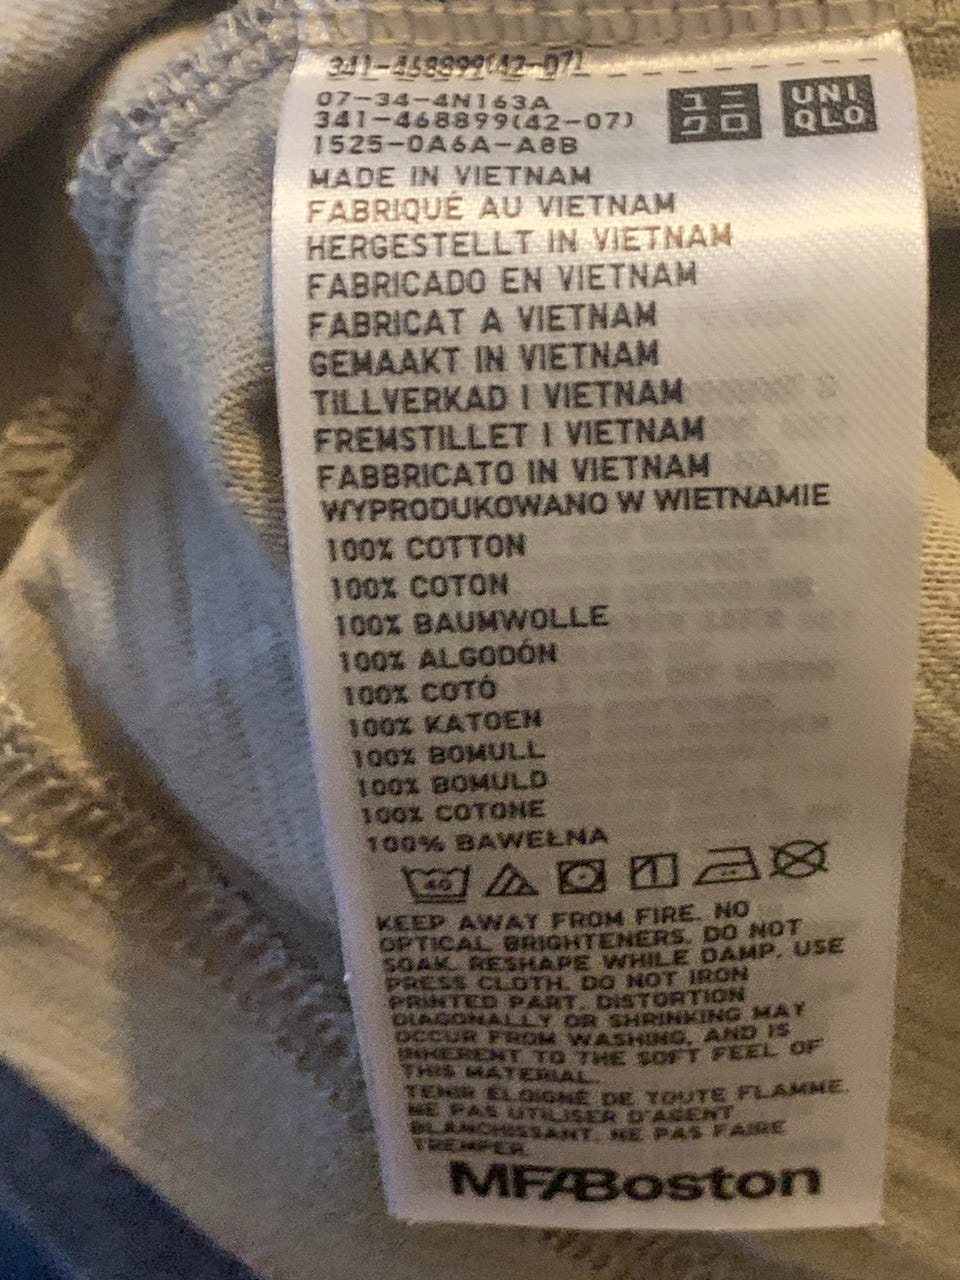 341-468899(42-07)
07-34-4N163A
341-468899(42-07)
1525-0A6A-A8B
ユニ
クロ
UNI
QLO
MADE IN VIETNAM
FABRIQUÉ AU VIETNAM
HERGESTELLT IN VIETNAM
FABRICADO EN VIETNAM
FABRICAT A VIETNAM
GEMAAKT IN VIETNAM
TILLVERKAD I VIETNAM
FREMSTILLET I VIETNAM
FABBRICATO IN VIETNAM
WYPRODUKOWANO W WIETNAMIE
100% COTTON
100% COTON
100% BAUMWOLLE
100% ALGODÓN
100% COTÓ
100% KATOEN
100% BOMULL
100% BOMULD
100% COTONE
100% BAWEŁNA
40
KEEP AWAY FROM FIRE. NO
OPTICAL BRIGHTENERS. DO NOT
SOAK. RESHAPE WHILE DAMP. USE
PRESS CLOTH. DO NOT IRON
PRINTED PART. DISTORTION
DIAGONALLY OR SHRINKING MAY
OCCUR FROM WASHING, AND IS
INHERENT TO THE SOFT FEEL OF
THIS MATERIAL.
TENIR ÉLOIGNÉ DE TOUTE FLAMME.
NE PAS UTILISER D'AGENT
BLANCHISSANT. NE PAS FAIRE
TREMPER.
MFABoston